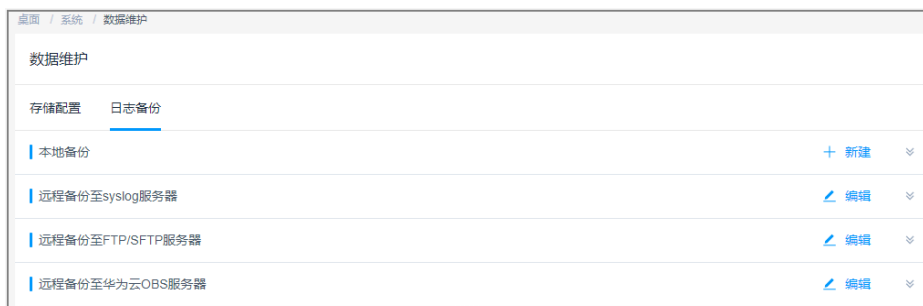 桌面 / 系统 / 数据维护
数据维护
存储配置 日志备份
本地备份 新建
远程备份至syslog服务器 编辑
远程备份至FTP/SFTP服务器 编辑
远程备份至华为云OBS服务器 编辑